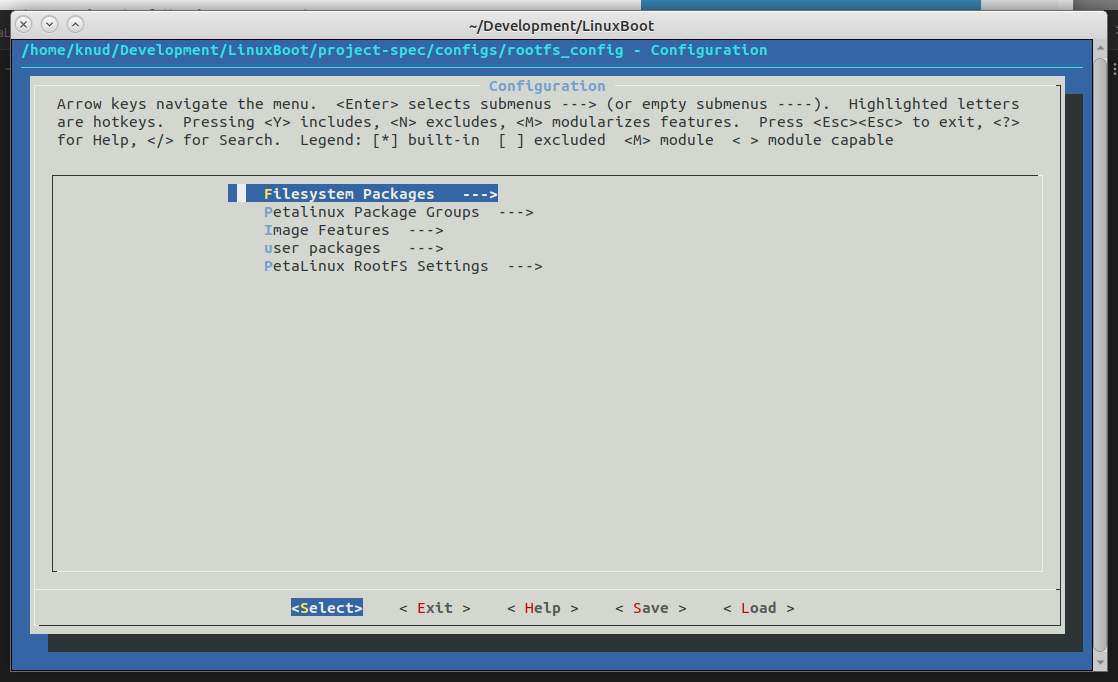 ~/Development/LinuxBoot
/home/knud/Development/LinuxBoot/project-spec/configs/rootfs_config - Configuration
Configuration
Arrow keys navigate the menu.  <Enter> selects submenus ---> (or empty submenus ----).  Highlighted letters
are hotkeys.  Pressing <Y> includes, <N> excludes, <M> modularizes features.  Press <Esc><Esc> to exit, <?>
for Help, </> for Search.  Legend: [*] built-in  [ ] excluded  <M> module  < > module capable
Filesystem Packages   --->
Petalinux Package Groups  --->
Image Features  --->
user packages   --->
PetaLinux RootFS Settings  --->
<Select>    < Exit >    < Help >    < Save >    < Load >